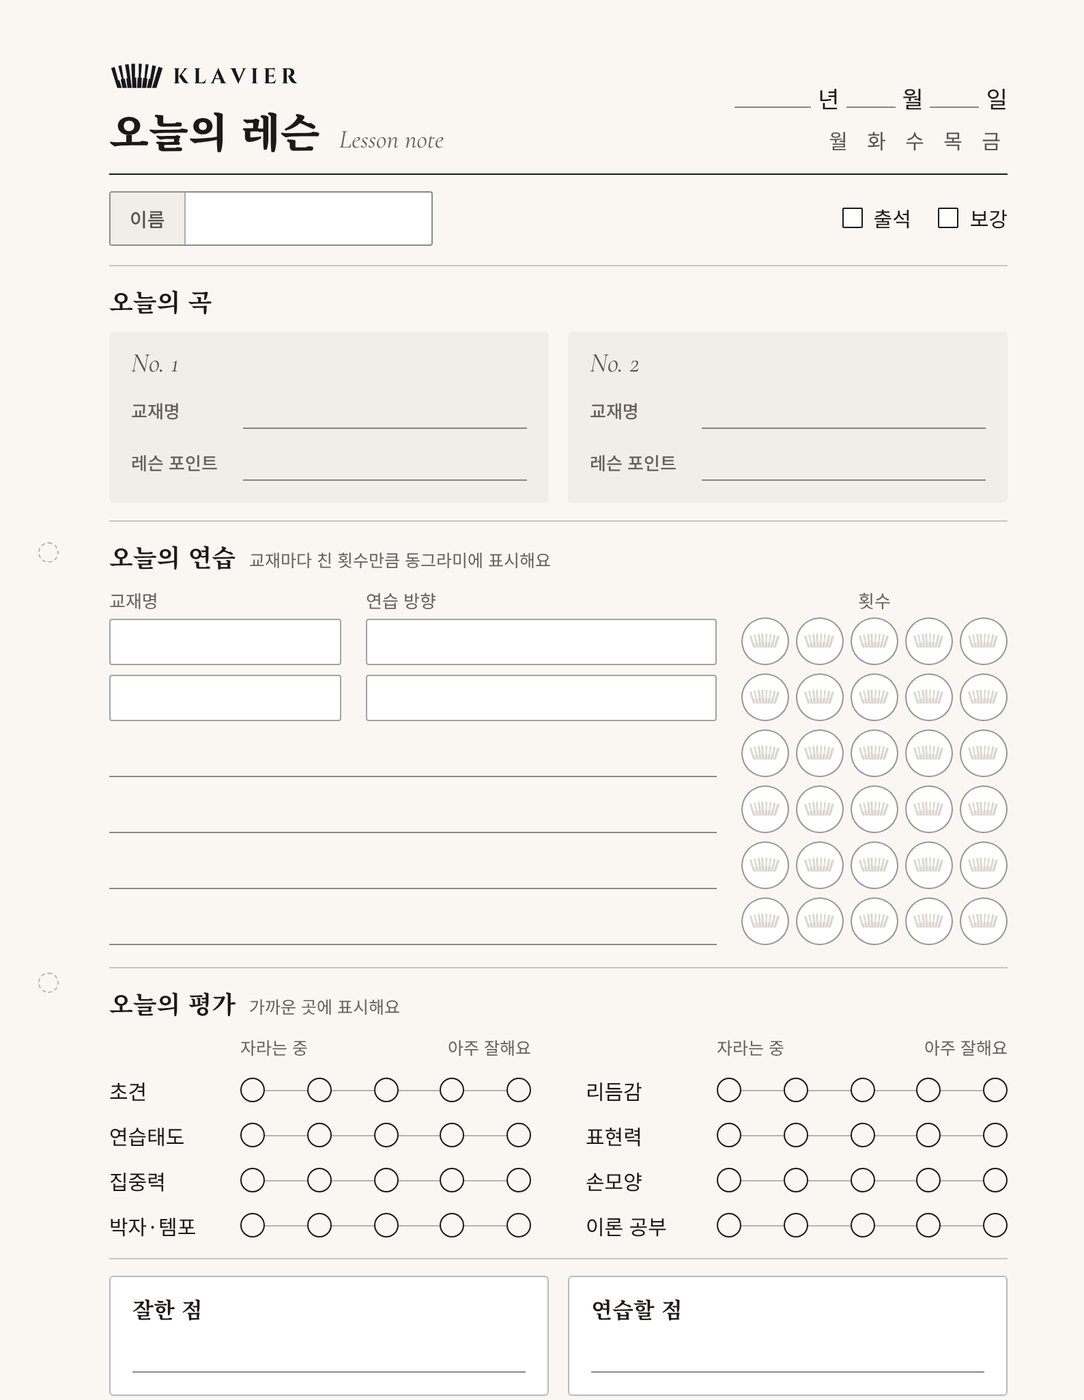 KLAVIER
오늘의 레슨 Lesson note
년 월 일
월 화 수 목 금
이름
출석 보강
오늘의 곡
No. 1
교재명
레슨 포인트
No. 2
교재명
레슨 포인트
오늘의 연습 교재마다 친 횟수만큼 동그라미에 표시해요
교재명 연습 방향 횟수
오늘의 평가 가까운 곳에 표시해요
자라는 중 아주 잘해요 자라는 중 아주 잘해요
초견 리듬감
연습태도 표현력
집중력 손모양
박자·템포 이론 공부
잘한 점 연습할 점